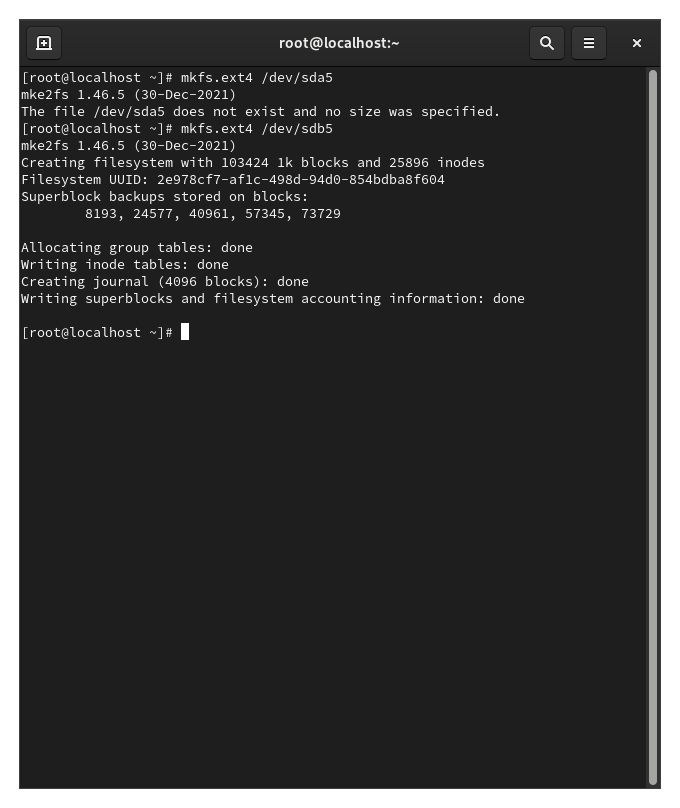 root@localhost:~
[root@localhost ~]# mkfs.ext4 /dev/sda5
mke2fs 1.46.5 (30-Dec-2021)
The file /dev/sda5 does not exist and no size was specified.
[root@localhost ~]# mkfs.ext4 /dev/sdb5
mke2fs 1.46.5 (30-Dec-2021)
Creating filesystem with 103424 1k blocks and 25896 inodes
Filesystem UUID: 2e978cf7-af1c-498d-94d0-854bdba8f604
Superblock backups stored on blocks:
        8193, 24577, 40961, 57345, 73729
Allocating group tables: done
Writing inode tables: done
Creating journal (4096 blocks): done
Writing superblocks and filesystem accounting information: done
[root@localhost ~]#